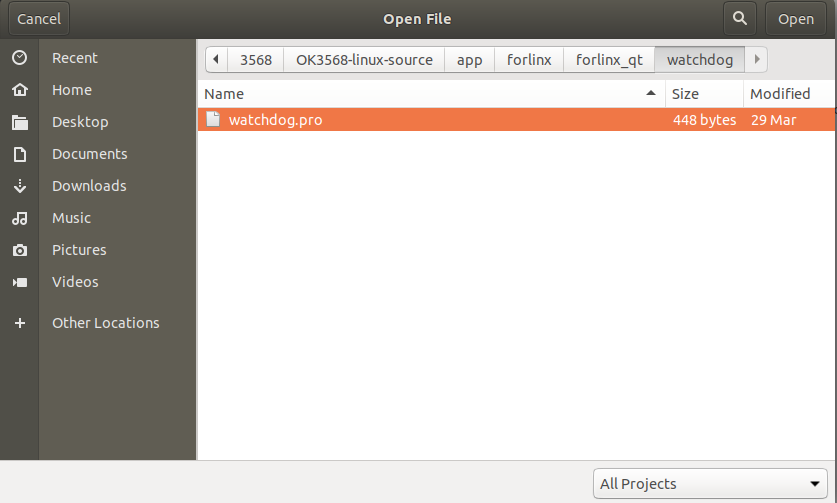 Cancel Open File Open
Recent
Home
Desktop
Documents
Downloads
Music
Pictures
Videos
Other Locations
3568 OK3568-linux-source app forlinx forlinx_qt watchdog
Name Size Modified
watchdog.pro 448 bytes 29 Mar
All Projects